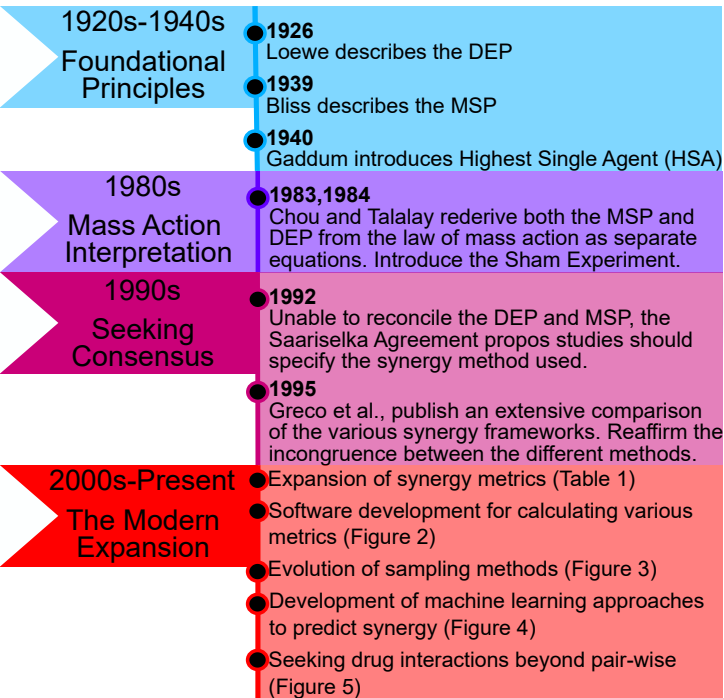 1920s-1940s
Foundational
Principles
1926
Loewe describes the DEP
1939
Bliss describes the MSP
1940
Gaddum introduces Highest Single Agent (HSA)
1980s
Mass Action
Interpretation
1983,1984
Chou and Talalay rederive both the MSP and
DEP from the law of mass action as separate
equations. Introduce the Sham Experiment.
1990s
Seeking
Consensus
1992
Unable to reconcile the DEP and MSP, the
Saariselka Agreement propos studies should
specify the synergy method used.
1995
Greco et al., publish an extensive comparison
of the various synergy frameworks. Reaffirm the
incongruence between the different methods.
2000s-Present
The Modern
Expansion
Expansion of synergy metrics (Table 1)
Software development for calculating various
metrics (Figure 2)
Evolution of sampling methods (Figure 3)
Development of machine learning approaches
to predict synergy (Figure 4)
Seeking drug interactions beyond pair-wise
(Figure 5)